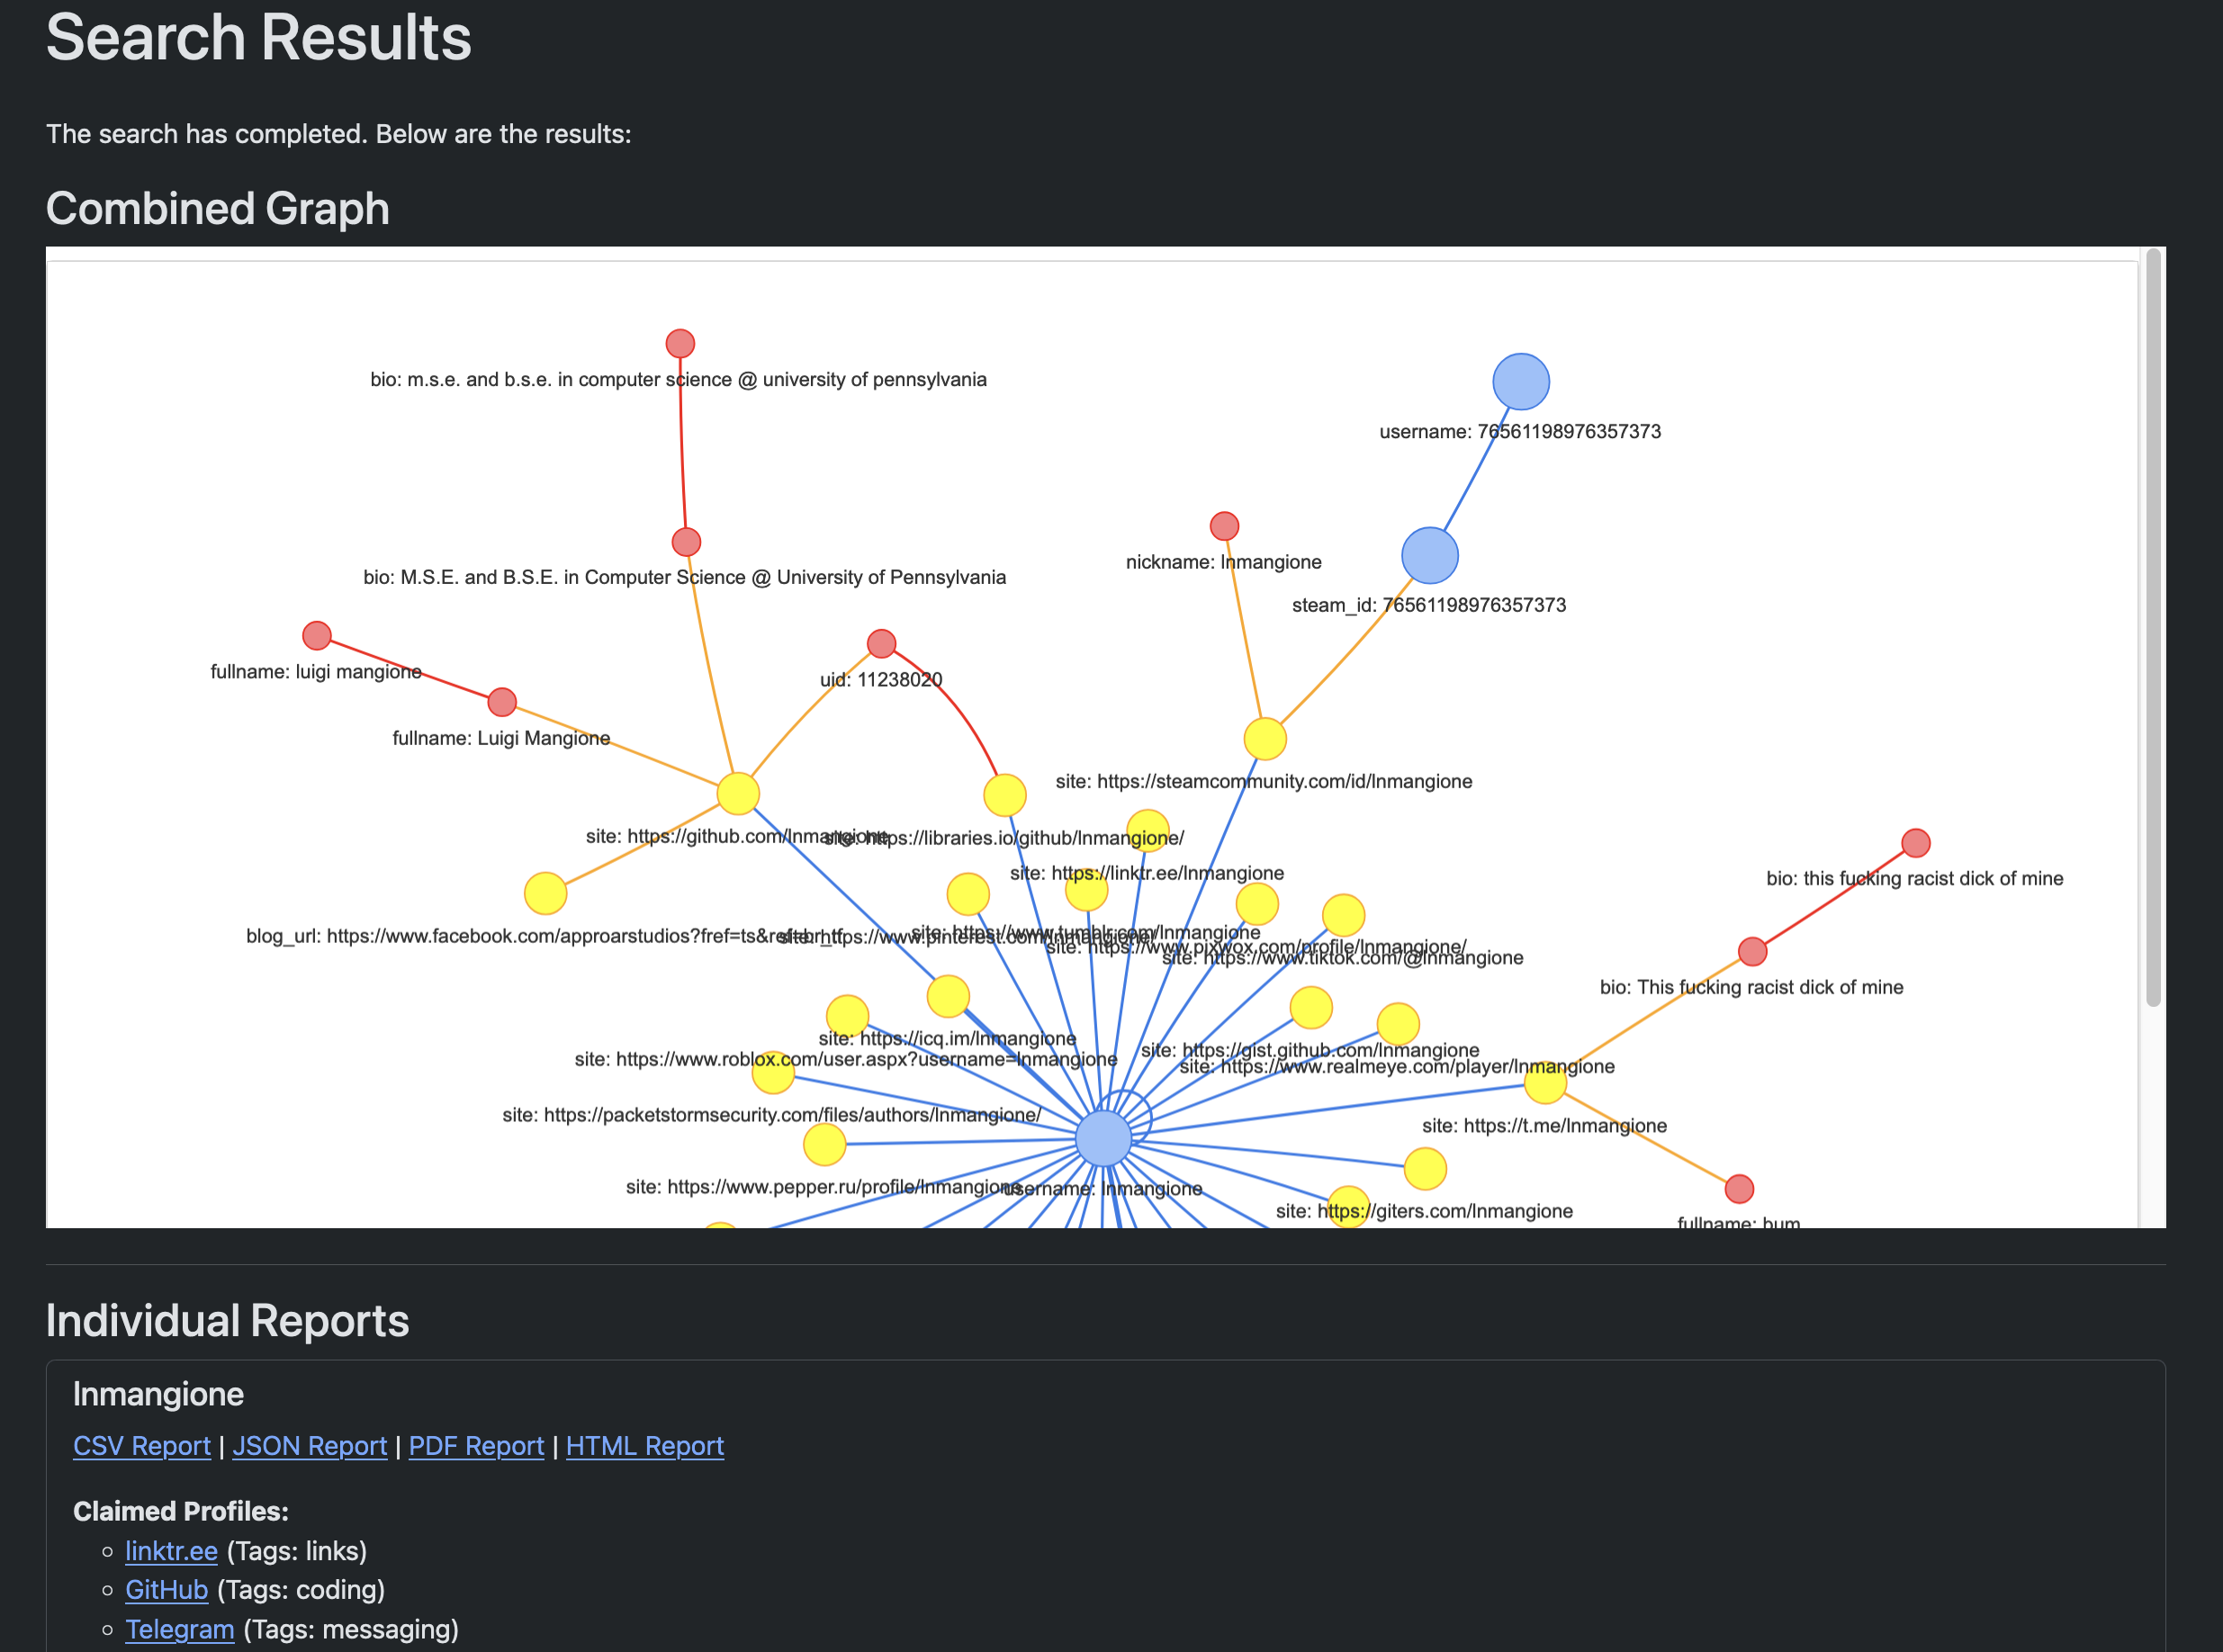 Search Results
The search has completed. Below are the results:
Combined Graph
bio: m.s.e. and b.s.e. in computer science @ university of pennsylvania
username: 76561198976357373
nickname: lnmangione
bio: M.S.E. and B.S.E. in Computer Science @ University of Pennsylvania
steam_id: 76561198976357373
fullname: luigi mangione
uid: 11238020
fullname: Luigi Mangione
site: https://steamcommunity.com/id/lnmangione
site: https://github.com/lnmangione
site: https://libraries.io/github/lnmangione/
site: https://linktr.ee/lnmangione
bio: this fucking racist dick of mine
blog_url: https://www.facebook.com/approarstudios?fref=ts&ref=br_tf
site: https://www.pinterest.com/lnmangione/
site: https://www.tumblr.com/lnmangione
site: https://www.pixwox.com/profile/lnmangione/
site: https://www.tiktok.com/@lnmangione
bio: This fucking racist dick of mine
site: https://icq.im/lnmangione
site: https://gist.github.com/lnmangione
site: https://www.roblox.com/user.aspx?username=lnmangione
site: https://www.realmeye.com/player/lnmangione
site: https://packetstormsecurity.com/files/authors/lnmangione/
site: https://t.me/lnmangione
site: https://www.pepper.ru/profile/lnmangione
username: lnmangione
site: https://giters.com/lnmangione
fullname: bum
Individual Reports
lnmangione
CSV Report | JSON Report | PDF Report | HTML Report
Claimed Profiles:
linktr.ee (Tags: links)
GitHub (Tags: coding)
Telegram (Tags: messaging)